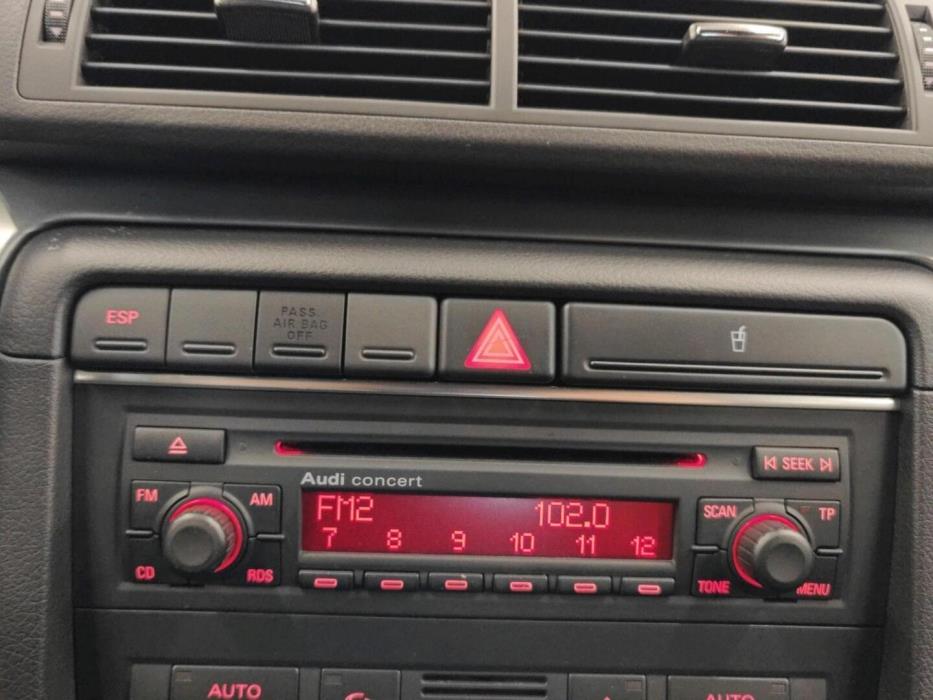 ESP
PASS.
AIR BAG
OFF
SEEK
Audi concert
FM
AM
CD
RDS
FM2 102.0
7 8 9 10 11 12
SCAN
TP
TONE
MENU
AUTO
AUTO